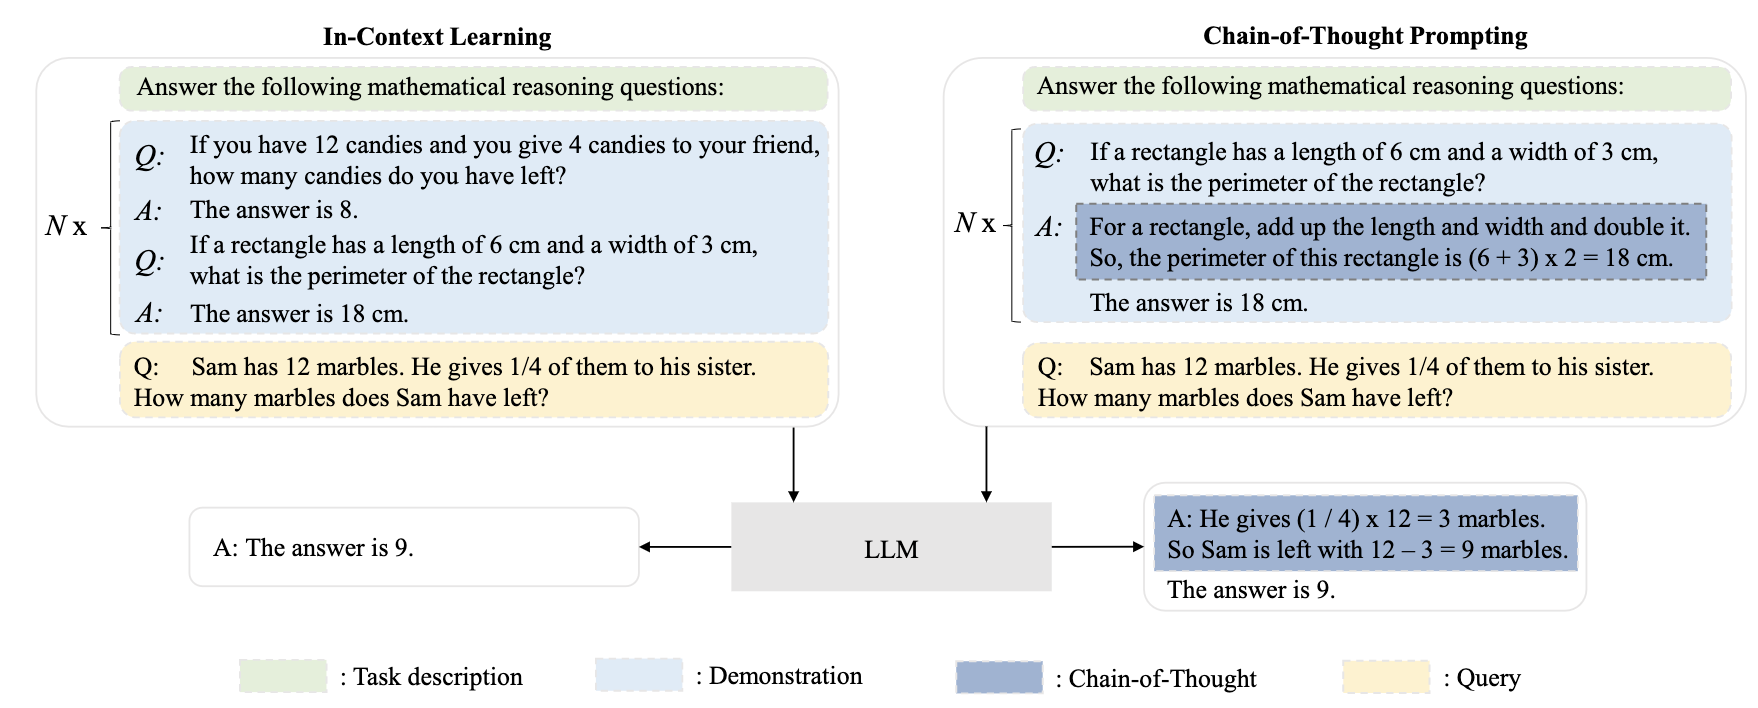 In-Context Learning
Answer the following mathematical reasoning questions:
N x
Q: If you have 12 candies and you give 4 candies to your friend,
how many candies do you have left?
A: The answer is 8.
Q: If a rectangle has a length of 6 cm and a width of 3 cm,
what is the perimeter of the rectangle?
A: The answer is 18 cm.
Q: Sam has 12 marbles. He gives 1/4 of them to his sister.
How many marbles does Sam have left?
Chain-of-Thought Prompting
Answer the following mathematical reasoning questions:
N x
Q: If a rectangle has a length of 6 cm and a width of 3 cm,
what is the perimeter of the rectangle?
A: For a rectangle, add up the length and width and double it.
So, the perimeter of this rectangle is (6 + 3) x 2 = 18 cm.
The answer is 18 cm.
Q: Sam has 12 marbles. He gives 1/4 of them to his sister.
How many marbles does Sam have left?
A: The answer is 9.
LLM
A: He gives (1 / 4) x 12 = 3 marbles.
So Sam is left with 12 – 3 = 9 marbles.
The answer is 9.
: Task description
: Demonstration
: Chain-of-Thought
: Query